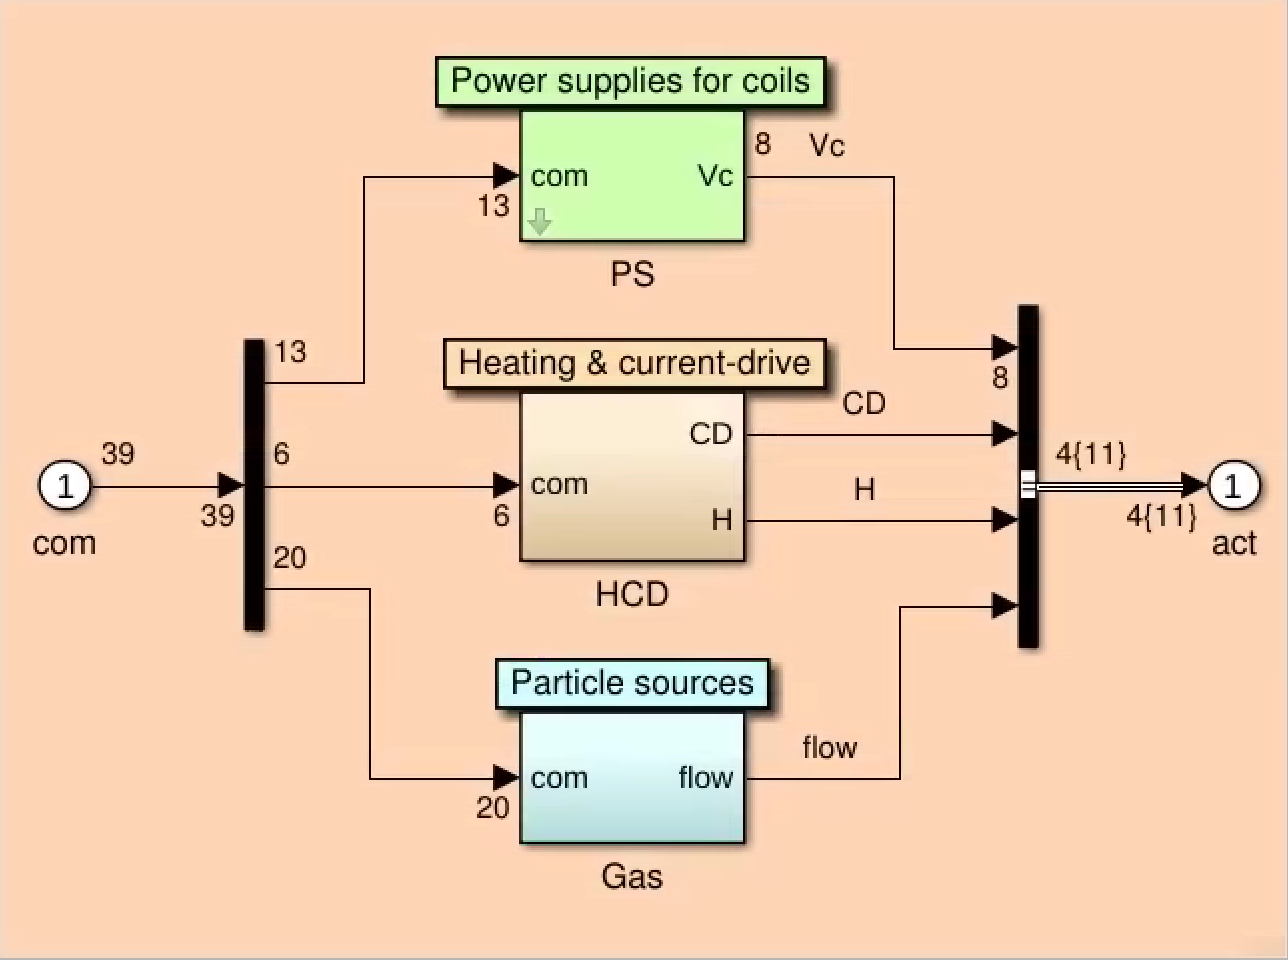 Power supplies for coils
8 Vc
com Vc
13
PS
13
Heating & current-drive
8
CD
CD
39
6
4{11}
1
com
H
1
39
6
H
4{11}
com
act
20
HCD
Particle sources
flow
com flow
20
Gas